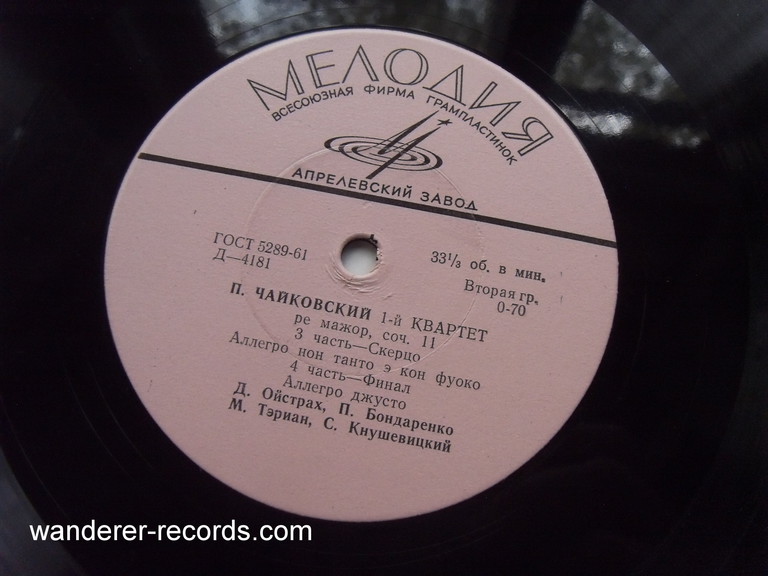 МЕЛОДИЯ
ВСЕСОЮЗНАЯ ФИРМА ГРАМПЛАСТИНОК
АПРЕЛЕВСКИЙ ЗАВОД
ГОСТ 5289-61
Д—4181
33⅓ об. в мин.
Вторая гр.
0-70
П. ЧАЙКОВСКИЙ 1-й КВАРТЕТ
ре мажор, соч. 11
3 часть—Скерцо
Аллегро нон танто э кон фуоко
4 часть—Финал
Аллегро джусто
Д. Ойстрах, П. Бондаренко
М. Тэриан, С. Кнушевицкий
wanderer-records.com